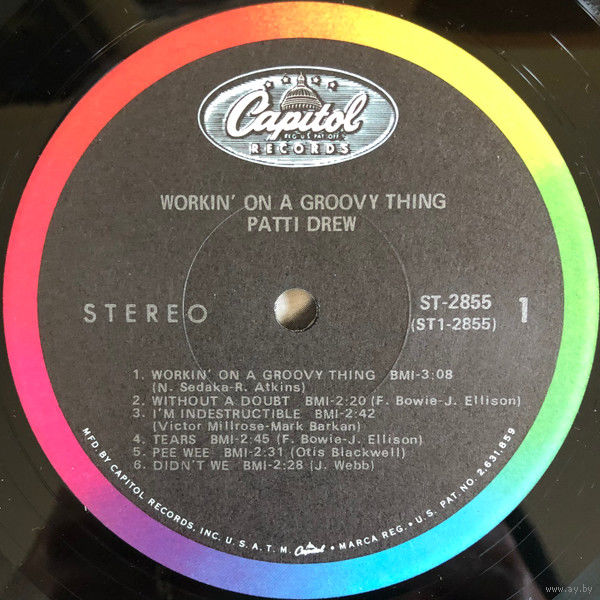 Capitol
REG. U.S. PAT. OFF.
RECORDS
WORKIN' ON A GROOVY THING
PATTI DREW
STEREO
ST-2855
(ST1-2855)
1
1. WORKIN' ON A GROOVY THING BMI-3:08
(N. Sedaka-R. Atkins)
2. WITHOUT A DOUBT BMI-2:20 (F. Bowie-J. Ellison)
3. I'M INDESTRUCTIBLE BMI-2:42
(Victor Millrose-Mark Barkan)
4. TEARS BMI-2:45 (F. Bowie-J. Ellison)
5. PEE WEE BMI-2:31 (Otis Blackwell)
6. DIDN'T WE BMI-2:28 (J. Webb)
MFD. BY CAPITOL RECORDS, INC. U.S.A. T.M. Capitol • MARCA REG. • U.S. PAT. NO. 2,631,859
www.ay.by